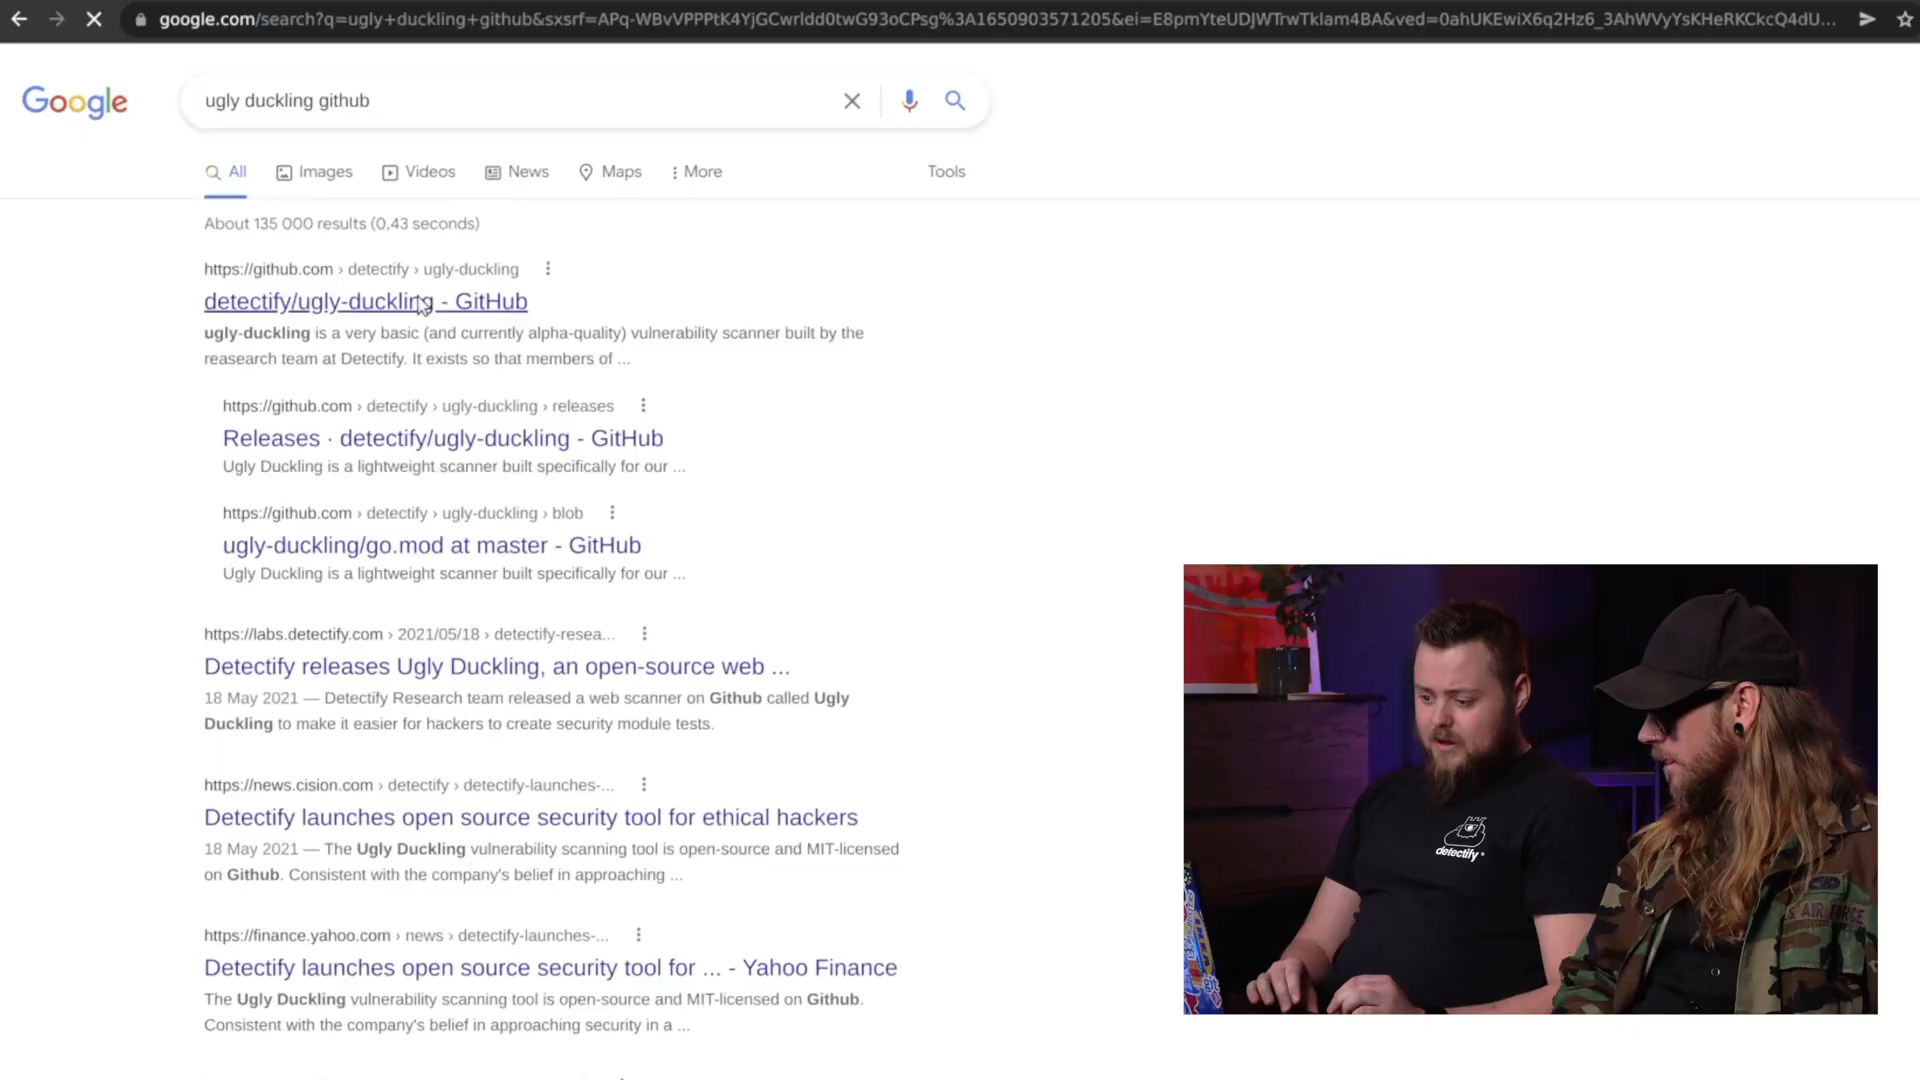 google.com/search?q=ugly+duckling+github&sxsrf=APq-WBvVPPPtK4YjGCwrldd0twG93oCPsg%3A1650903571205&ei=E8pmYteUDJWTrwTklam4BA&ved=0ahUKEwiX6q2Hz6_3AhWVyYsKHeRKCkcQ4dU...
Google
ugly duckling github
All Images Videos News Maps More Tools
About 135 000 results (0,43 seconds)
https://github.com › detectify › ugly-duckling
detectify/ugly-duckling - GitHub
ugly-duckling is a very basic (and currently alpha-quality) vulnerability scanner built by the
reasearch team at Detectify. It exists so that members of ...
https://github.com › detectify › ugly-duckling › releases
Releases · detectify/ugly-duckling - GitHub
Ugly Duckling is a lightweight scanner built specifically for our ...
https://github.com › detectify › ugly-duckling › blob
ugly-duckling/go.mod at master - GitHub
Ugly Duckling is a lightweight scanner built specifically for our ...
https://labs.detectify.com › 2021/05/18 › detectify-resea...
Detectify releases Ugly Duckling, an open-source web ...
18 May 2021 — Detectify Research team released a web scanner on Github called Ugly
Duckling to make it easier for hackers to create security module tests.
https://news.cision.com › detectify › detectify-launches-...
Detectify launches open source security tool for ethical hackers
18 May 2021 — The Ugly Duckling vulnerability scanning tool is open-source and MIT-licensed
on Github. Consistent with the company's belief in approaching ...
https://finance.yahoo.com › news › detectify-launches-...
Detectify launches open source security tool for ... - Yahoo Finance
The Ugly Duckling vulnerability scanning tool is open-source and MIT-licensed on Github.
Consistent with the company's belief in approaching security in a ...
detectify
U.S. AIR FORCE
git